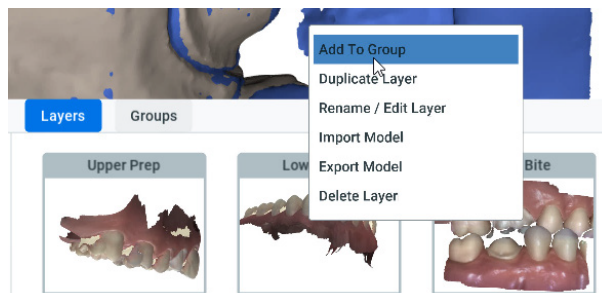 Add To Group
Duplicate Layer
Rename / Edit Layer
Import Model
Export Model
Delete Layer
Layers
Groups
Upper Prep
Low
Bite